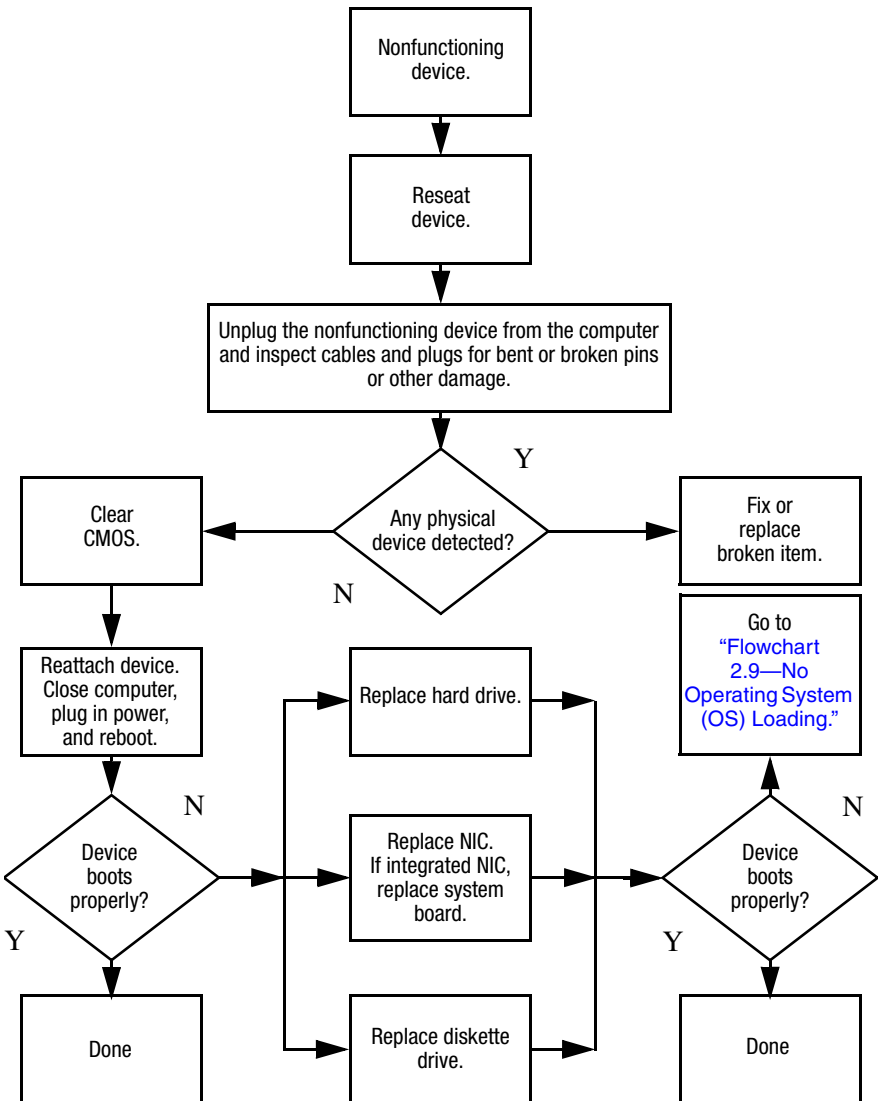 Nonfunctioning
device.
Reseat
device.
Unplug the nonfunctioning device from the computer
and inspect cables and plugs for bent or broken pins
or other damage.
Y
Any physical
device detected?
N
Clear
CMOS.
Fix or
replace
broken item.
Reattach device.
Close computer,
plug in power,
and reboot.
Go to
“Flowchart
2.9—No
Operating System
(OS) Loading.”
Replace hard drive.
N
Device
boots
properly?
Y
Replace NIC.
If integrated NIC,
replace system
board.
N
Device
boots
properly?
Y
Done
Replace diskette
drive.
Done